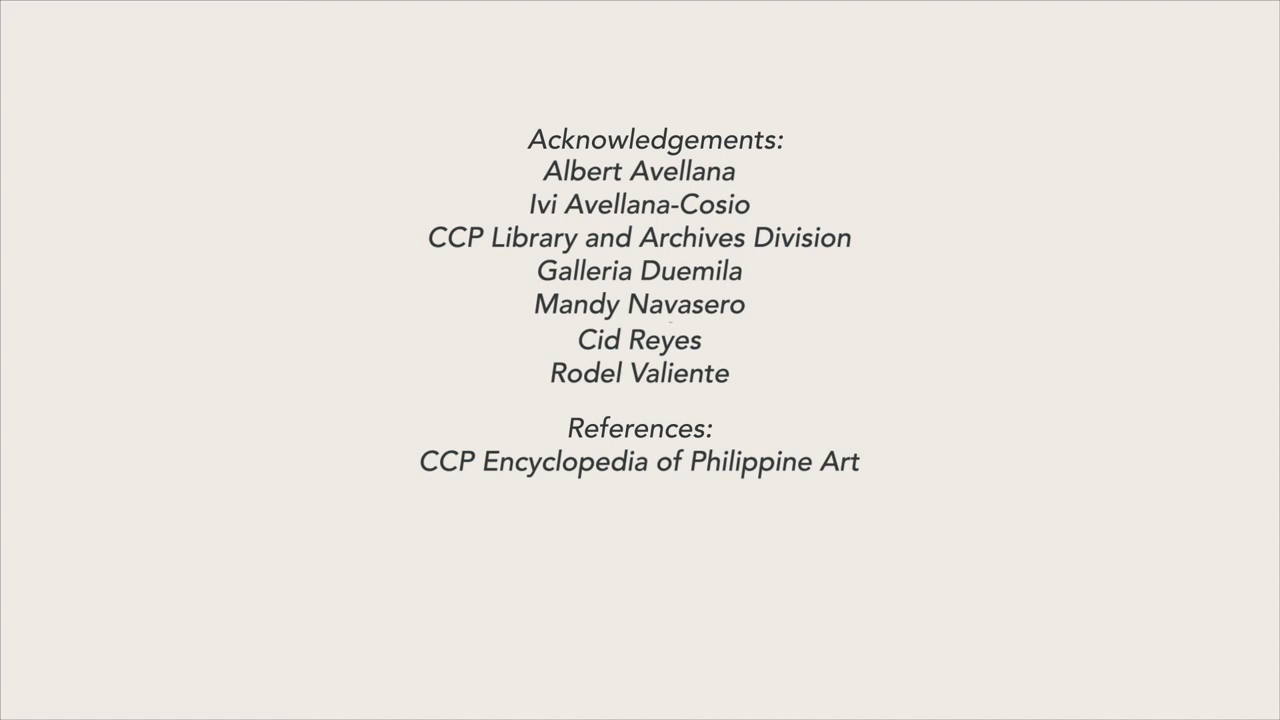 Acknowledgements:
Albert Avellana
Ivi Avellana-Cosio
CCP Library and Archives Division
Galleria Duemila
Mandy Navasero
Cid Reyes
Rodel Valiente
References:
CCP Encyclopedia of Philippine Art